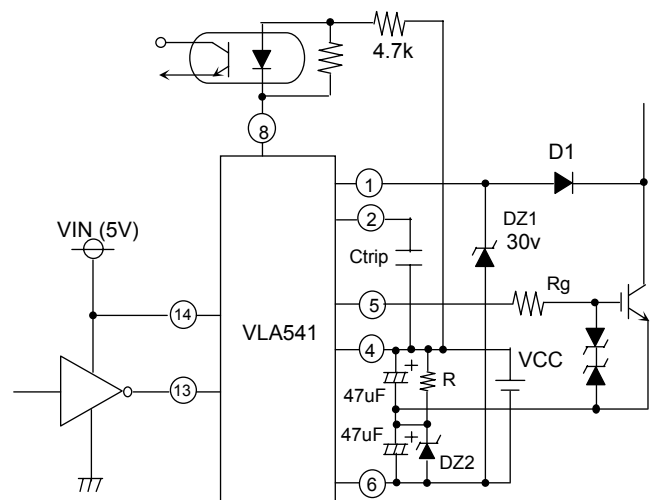 4.7k
8
D1
1
2
VIN (5V)
DZ1
30v
Ctrip
Rg
14
5
VLA541
4
VCC
+
R
47uF
13
47uF
+
DZ2
6